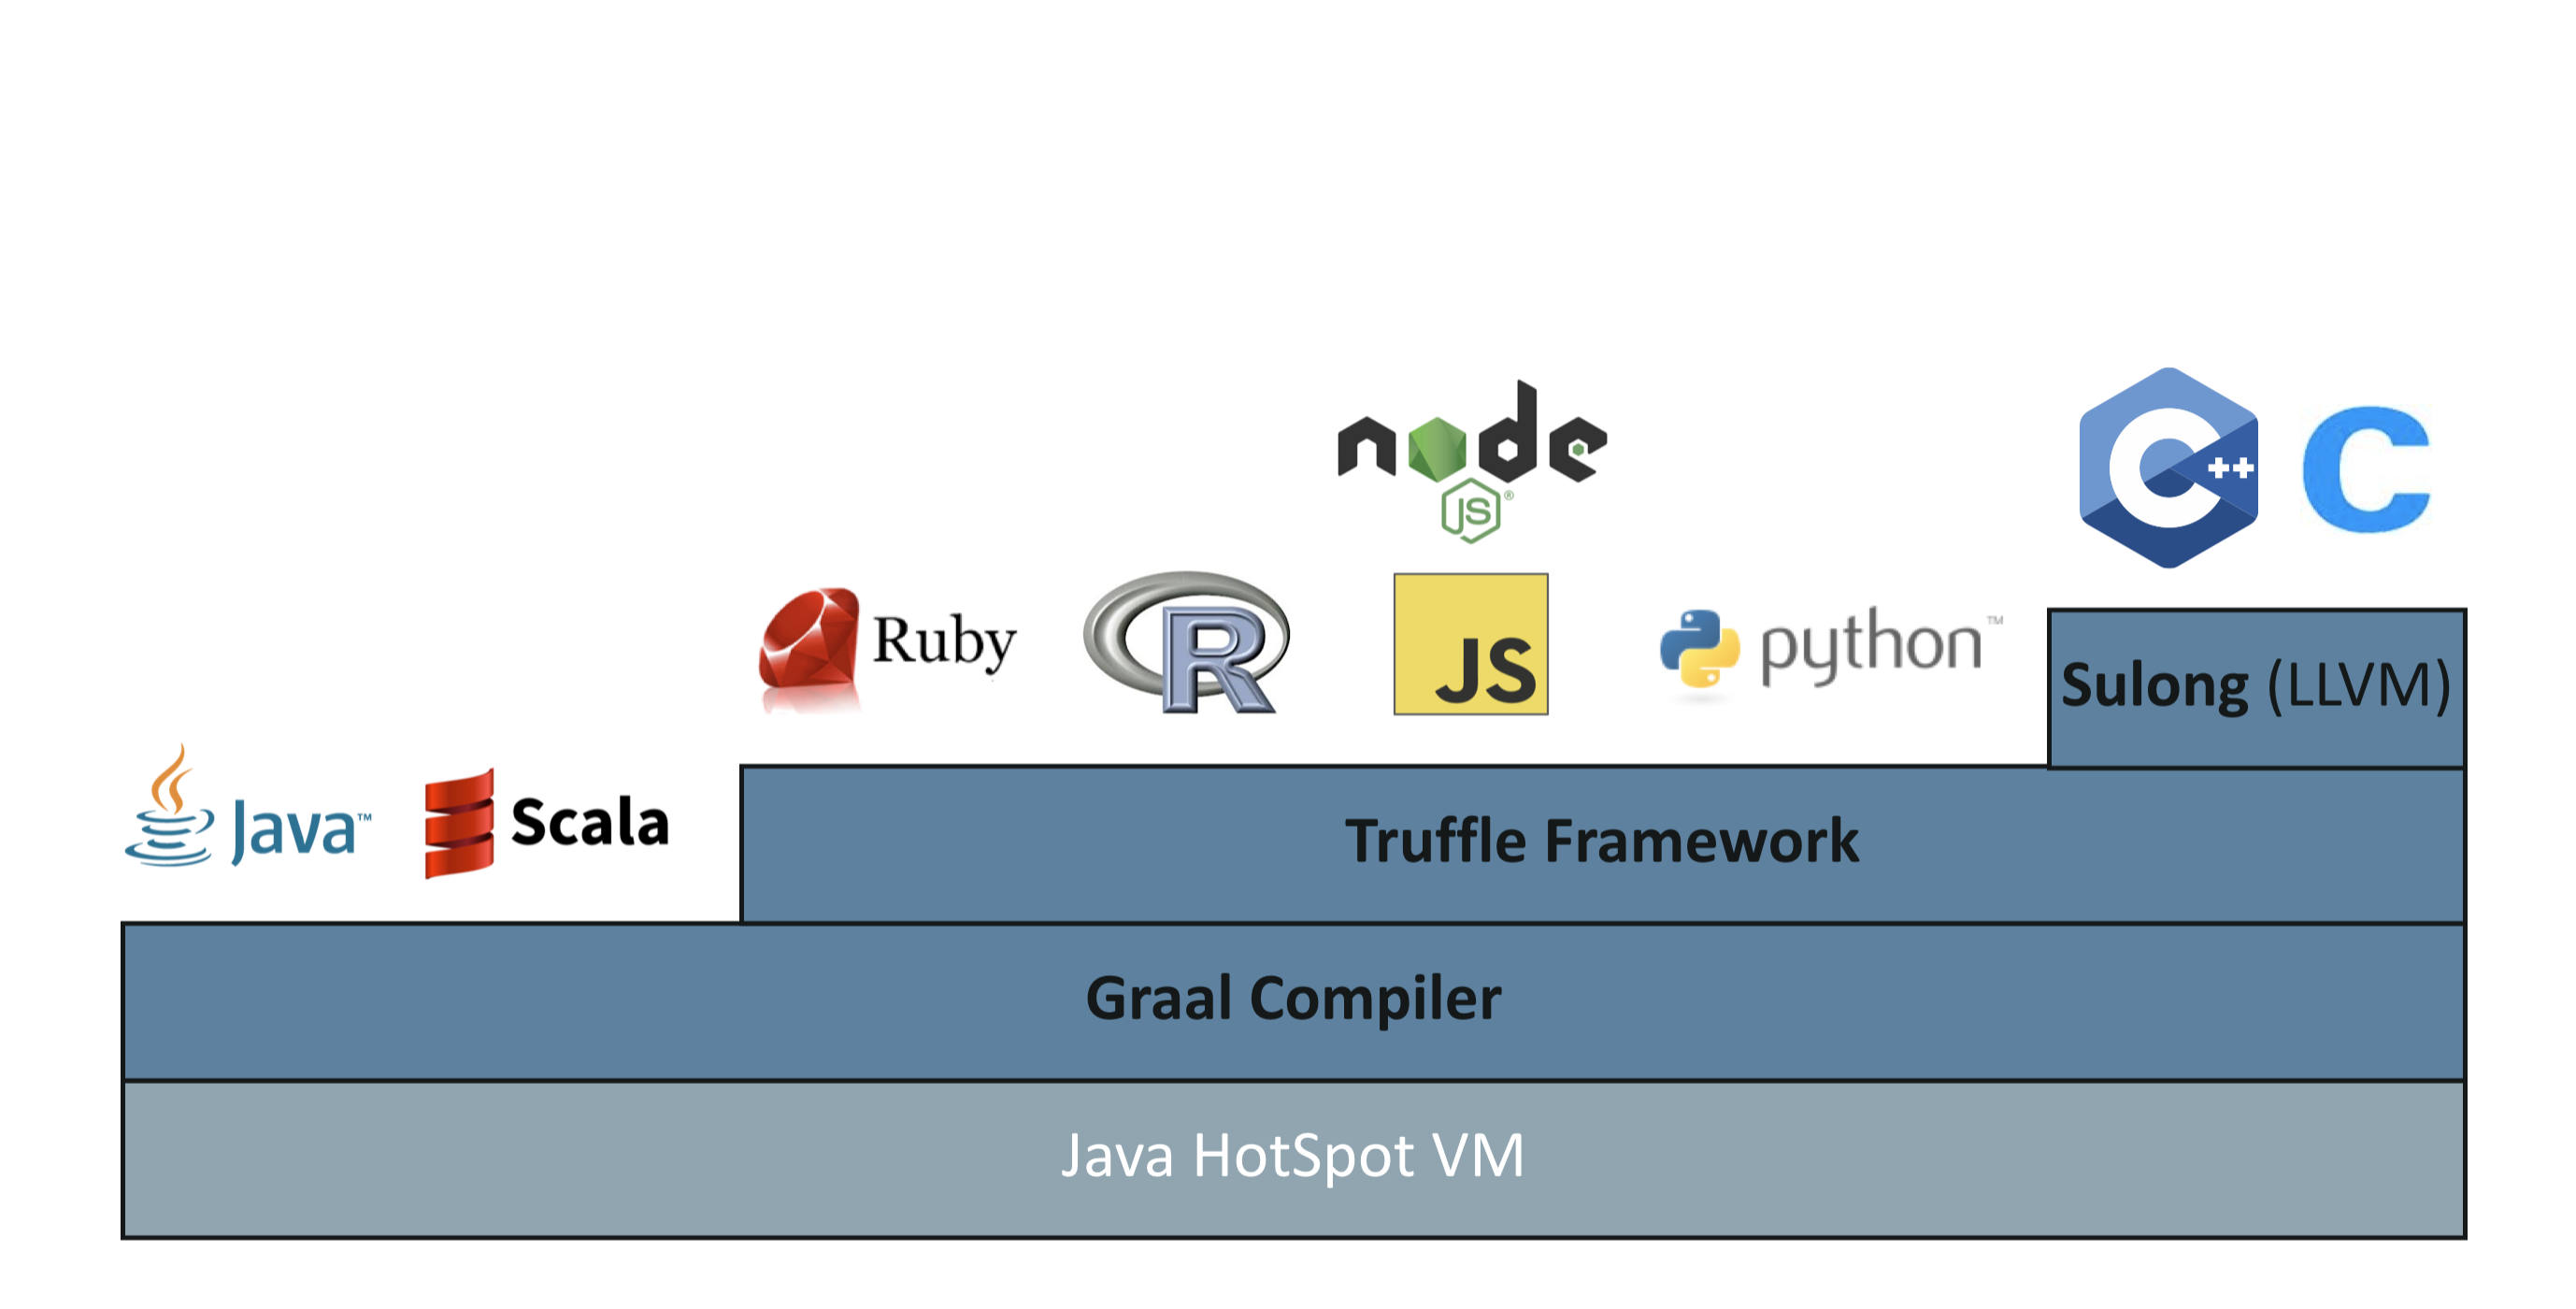 node
JS®
C++
C
Ruby
R
JS
python™
Sulong (LLVM)
Java™
Scala
Truffle Framework
Graal Compiler
Java HotSpot VM